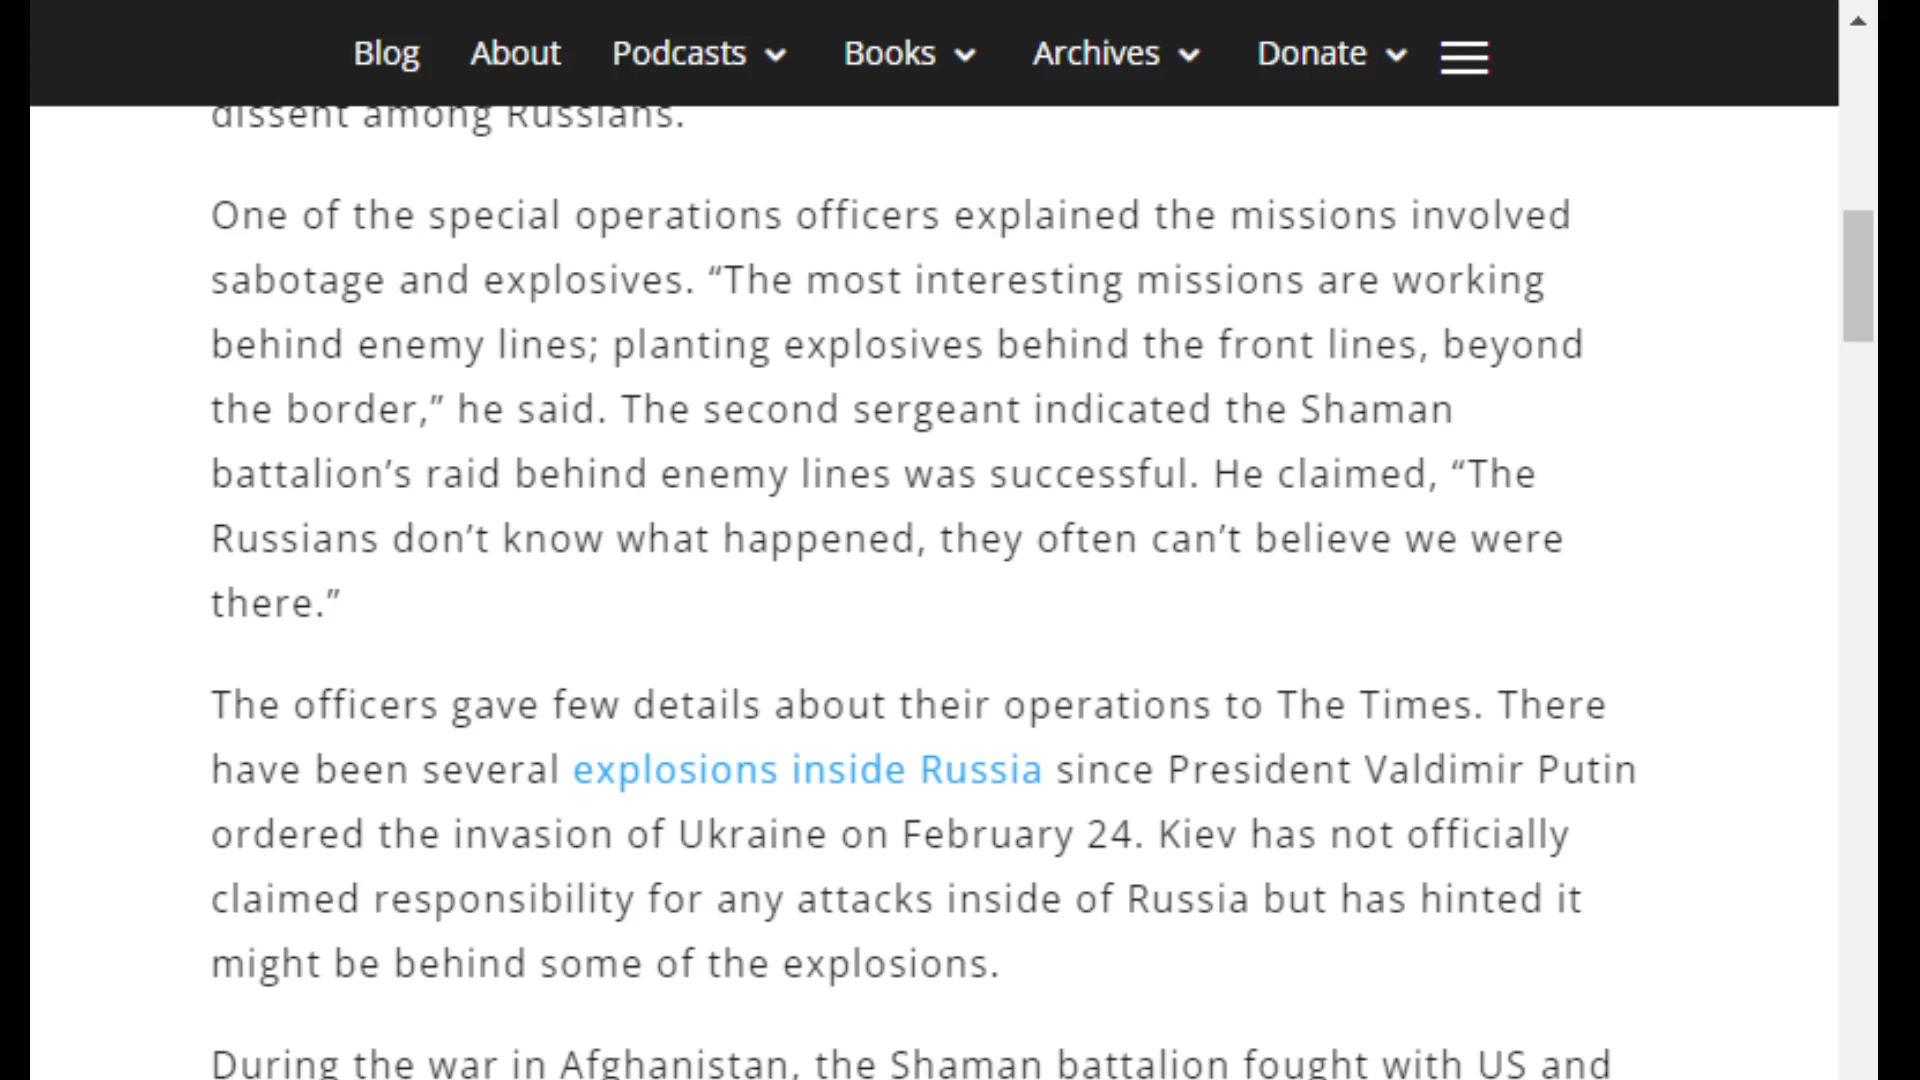 Blog About Podcasts Books Archives Donate
dissent among Russians.
One of the special operations officers explained the missions involved
sabotage and explosives. “The most interesting missions are working
behind enemy lines; planting explosives behind the front lines, beyond
the border,” he said. The second sergeant indicated the Shaman
battalion’s raid behind enemy lines was successful. He claimed, “The
Russians don’t know what happened, they often can’t believe we were
there.”
The officers gave few details about their operations to The Times. There
have been several explosions inside Russia since President Valdimir Putin
ordered the invasion of Ukraine on February 24. Kiev has not officially
claimed responsibility for any attacks inside of Russia but has hinted it
might be behind some of the explosions.
During the war in Afghanistan, the Shaman battalion fought with US and